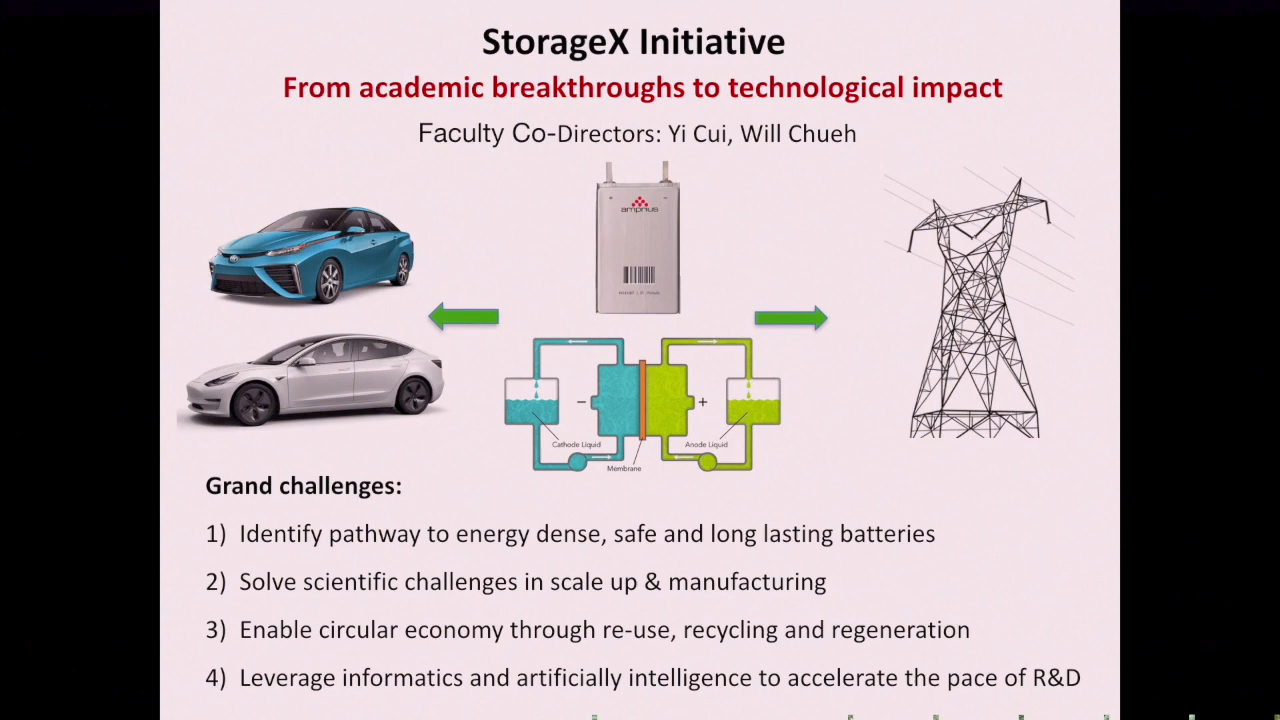 StorageX Initiative
From academic breakthroughs to technological impact
Faculty Co-Directors: Yi Cui, Will Chueh
amprius
− +
Cathode Liquid
Anode Liquid
Membrane
Grand challenges:
1) Identify pathway to energy dense, safe and long lasting batteries
2) Solve scientific challenges in scale up & manufacturing
3) Enable circular economy through re-use, recycling and regeneration
4) Leverage informatics and artificially intelligence to accelerate the pace of R&D